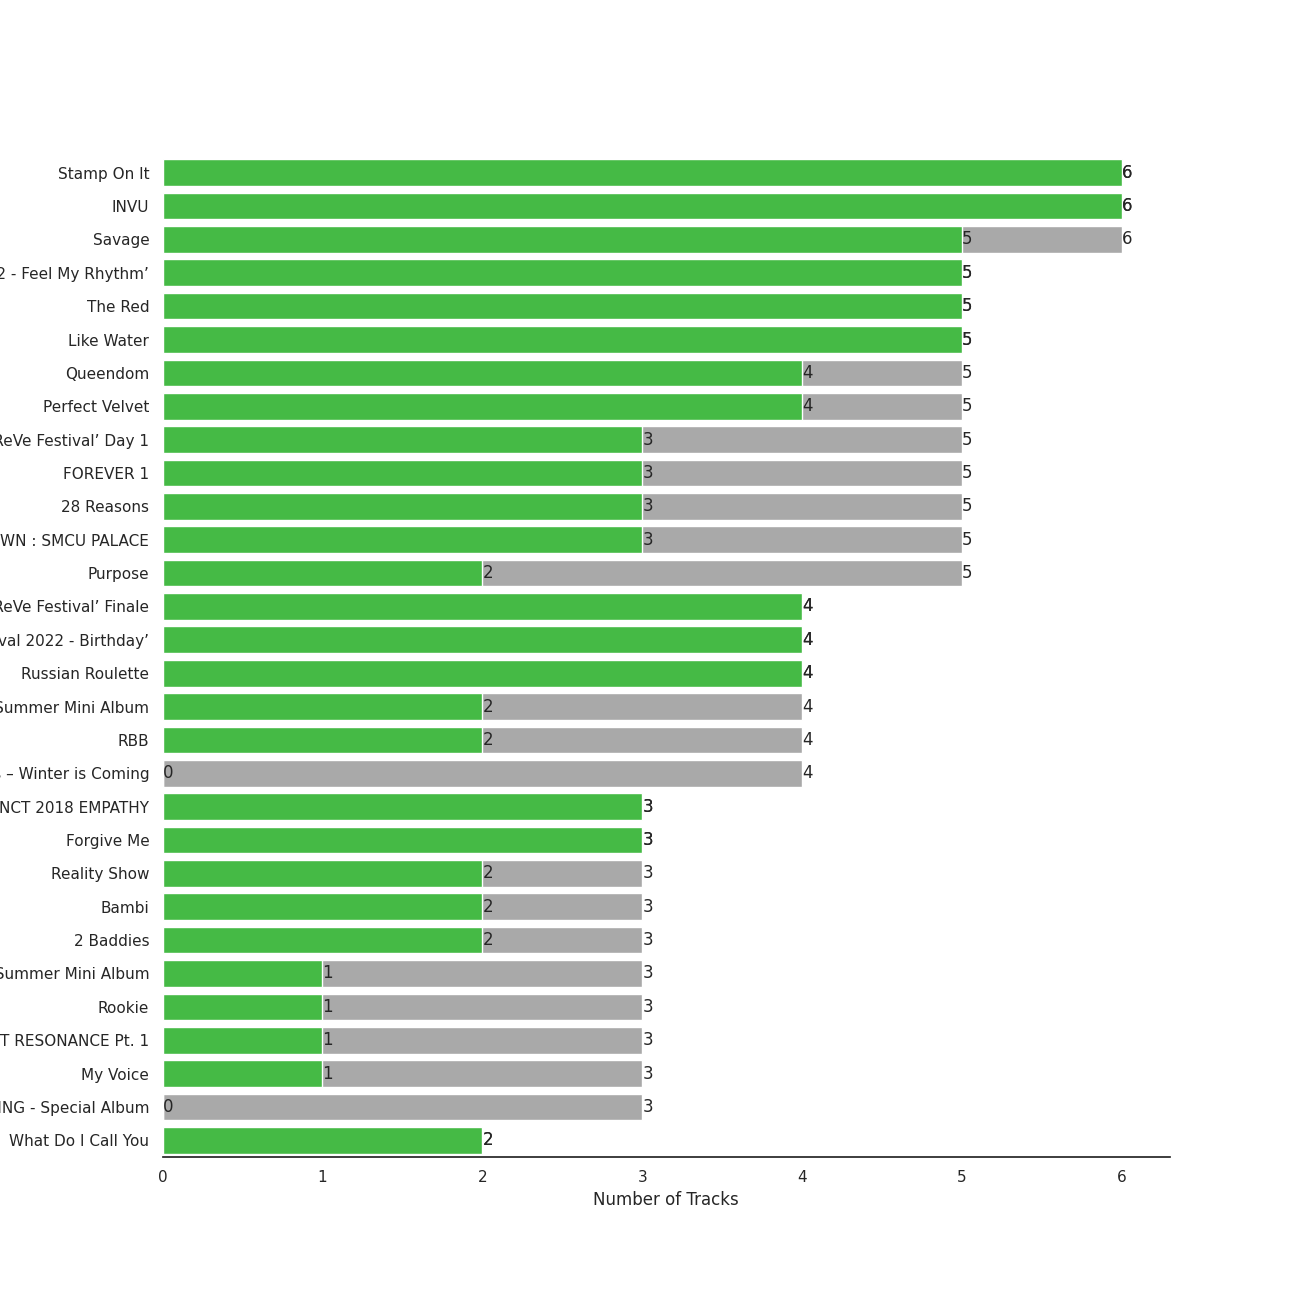 Stamp On It 6
INVU 6
Savage 5 6
2 - Feel My Rhythm’ 5
The Red 5
Like Water 5
Queendom 4 5
Perfect Velvet 4 5
ReVe Festival’ Day 1 3 5
FOREVER 1 3 5
28 Reasons 3 5
WN : SMCU PALACE 3 5
Purpose 2 5
ReVe Festival’ Finale 4
val 2022 - Birthday’ 4
Russian Roulette 4
Summer Mini Album 2 4
RBB 2 4
– Winter is Coming 0 4
NCT 2018 EMPATHY 3
Forgive Me 3
Reality Show 2 3
Bambi 2 3
2 Baddies 2 3
Summer Mini Album 1 3
Rookie 1 3
T RESONANCE Pt. 1 1 3
My Voice 1 3
ING - Special Album 0 3
What Do I Call You 2
0 1 2 3 4 5 6
Number of Tracks